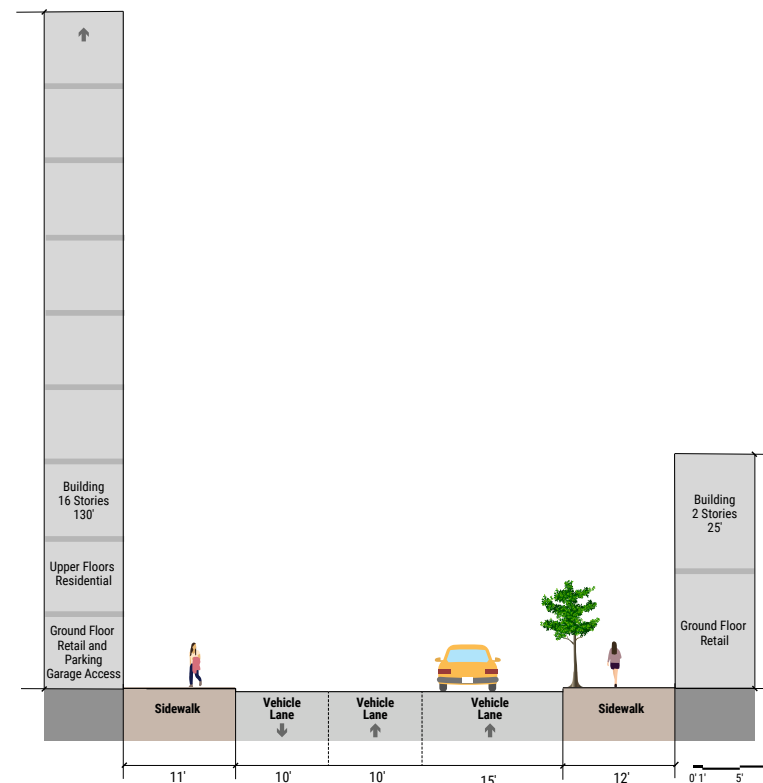 Building
16 Stories
130'
Upper Floors
Residential
Ground Floor
Retail and
Parking
Garage Access
Building
2 Stories
25'
Ground Floor
Retail
Sidewalk
Vehicle
Lane
Vehicle
Lane
Vehicle
Lane
Sidewalk
11'
10'
10'
15'
12'
0' 1' 5'